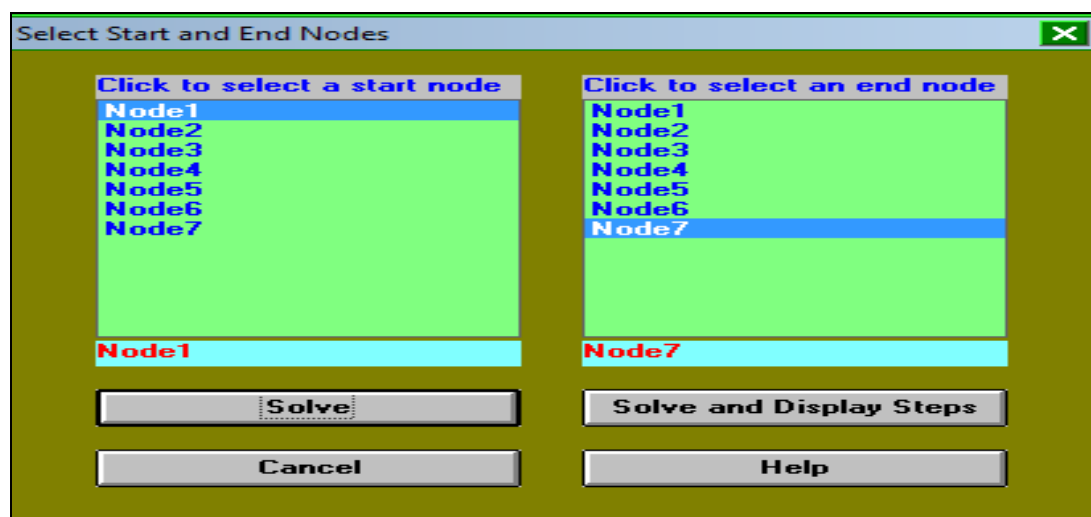 Select Start and End Nodes
Click to select a start node
Node1
Node2
Node3
Node4
Node5
Node6
Node7
Node1
Click to select an end node
Node1
Node2
Node3
Node4
Node5
Node6
Node7
Node7
Solve
Solve and Display Steps
Cancel
Help